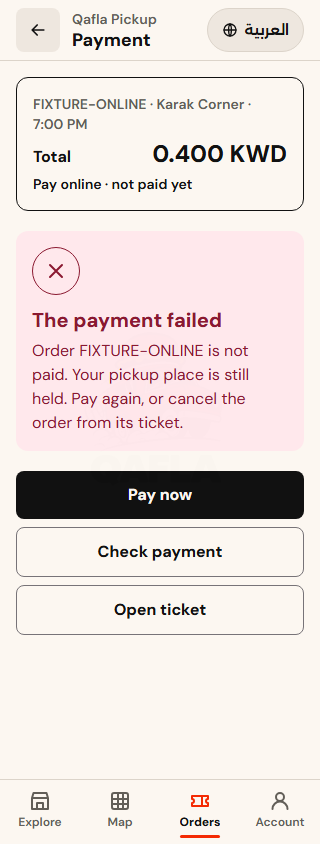 Qafla Pickup
Payment
العربية
FIXTURE-ONLINE · Karak Corner ·
7:00 PM
Total 0.400 KWD
Pay online · not paid yet
The payment failed
Order FIXTURE-ONLINE is not
paid. Your pickup place is still
held. Pay again, or cancel the
order from its ticket.
Pay now
Check payment
Open ticket
Explore Map Orders Account